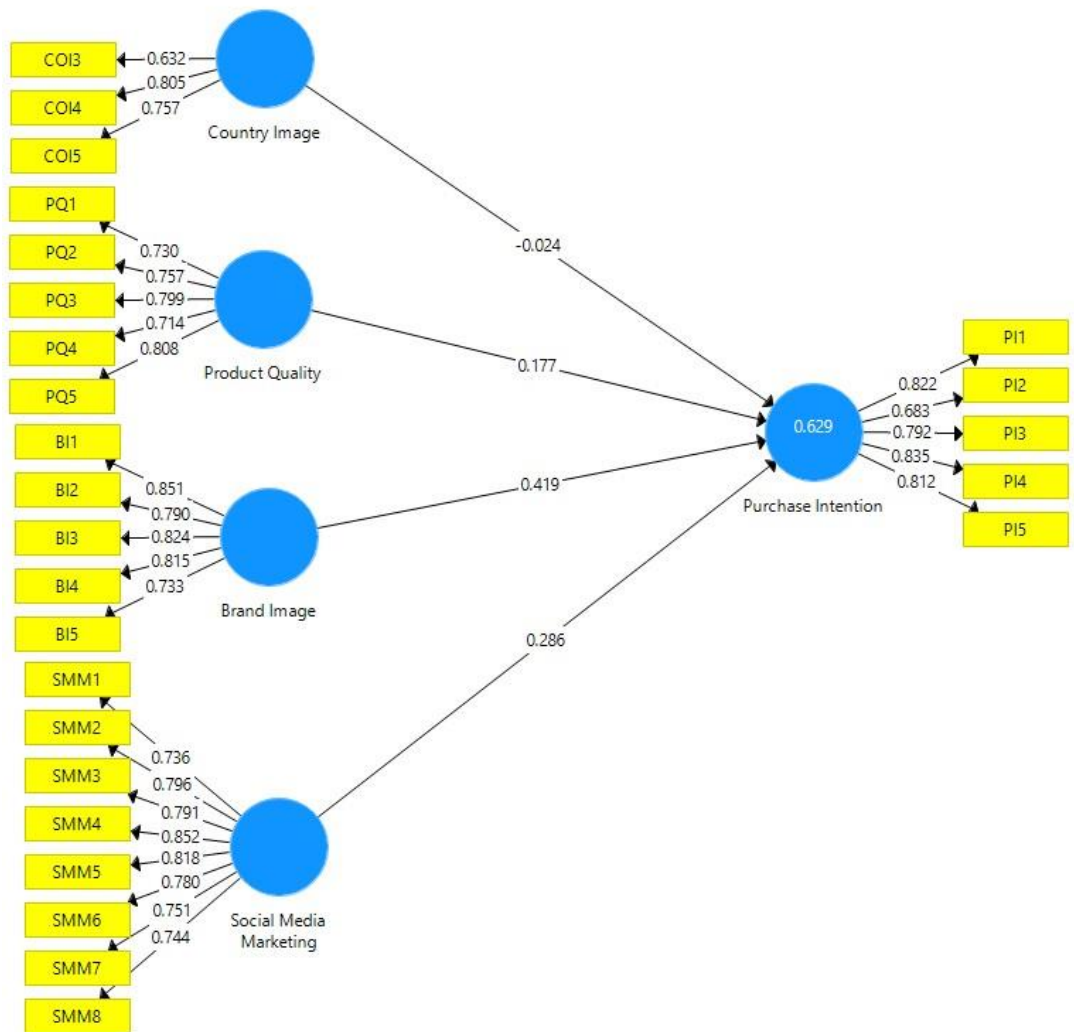 COI3
0.632
COI4
0.805
COI5
0.757
Country Image
PQ1
0.730
PQ2
0.757
PQ3
0.799
PQ4
0.714
PQ5
0.808
Product Quality
BI1
0.851
BI2
0.790
BI3
0.824
BI4
0.815
BI5
0.733
Brand Image
SMM1
0.736
SMM2
0.796
SMM3
0.791
SMM4
0.852
SMM5
0.818
SMM6
0.780
SMM7
0.751
SMM8
0.744
Social Media
Marketing
-0.024
0.177
0.419
0.286
0.629
Purchase Intention
PI1
0.822
PI2
0.683
PI3
0.792
PI4
0.835
PI5
0.812